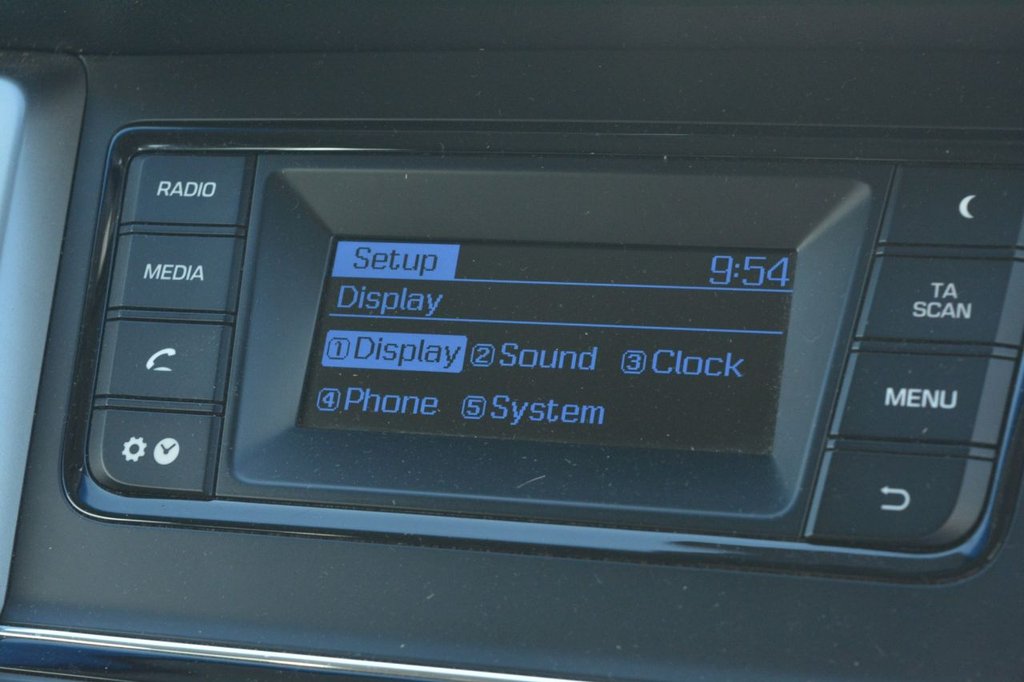 RADIO
MEDIA
Setup 9:54
Display
①Display ②Sound ③Clock
④Phone ⑤System
TA
SCAN
MENU